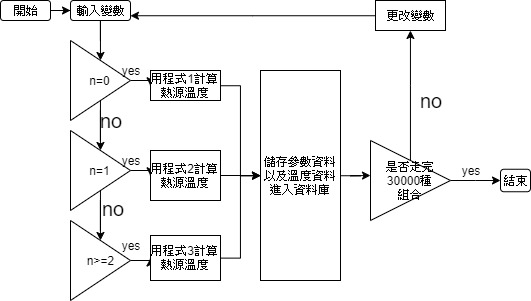 開始
輸入變數
更改變數
n=0
yes
用程式1計算
熱源溫度
no
n=1
yes
用程式2計算
熱源溫度
no
n>=2
yes
用程式3計算
熱源溫度
儲存參數資料
以及溫度資料
進入資料庫
是否走完
30000種
組合
no
yes
結束